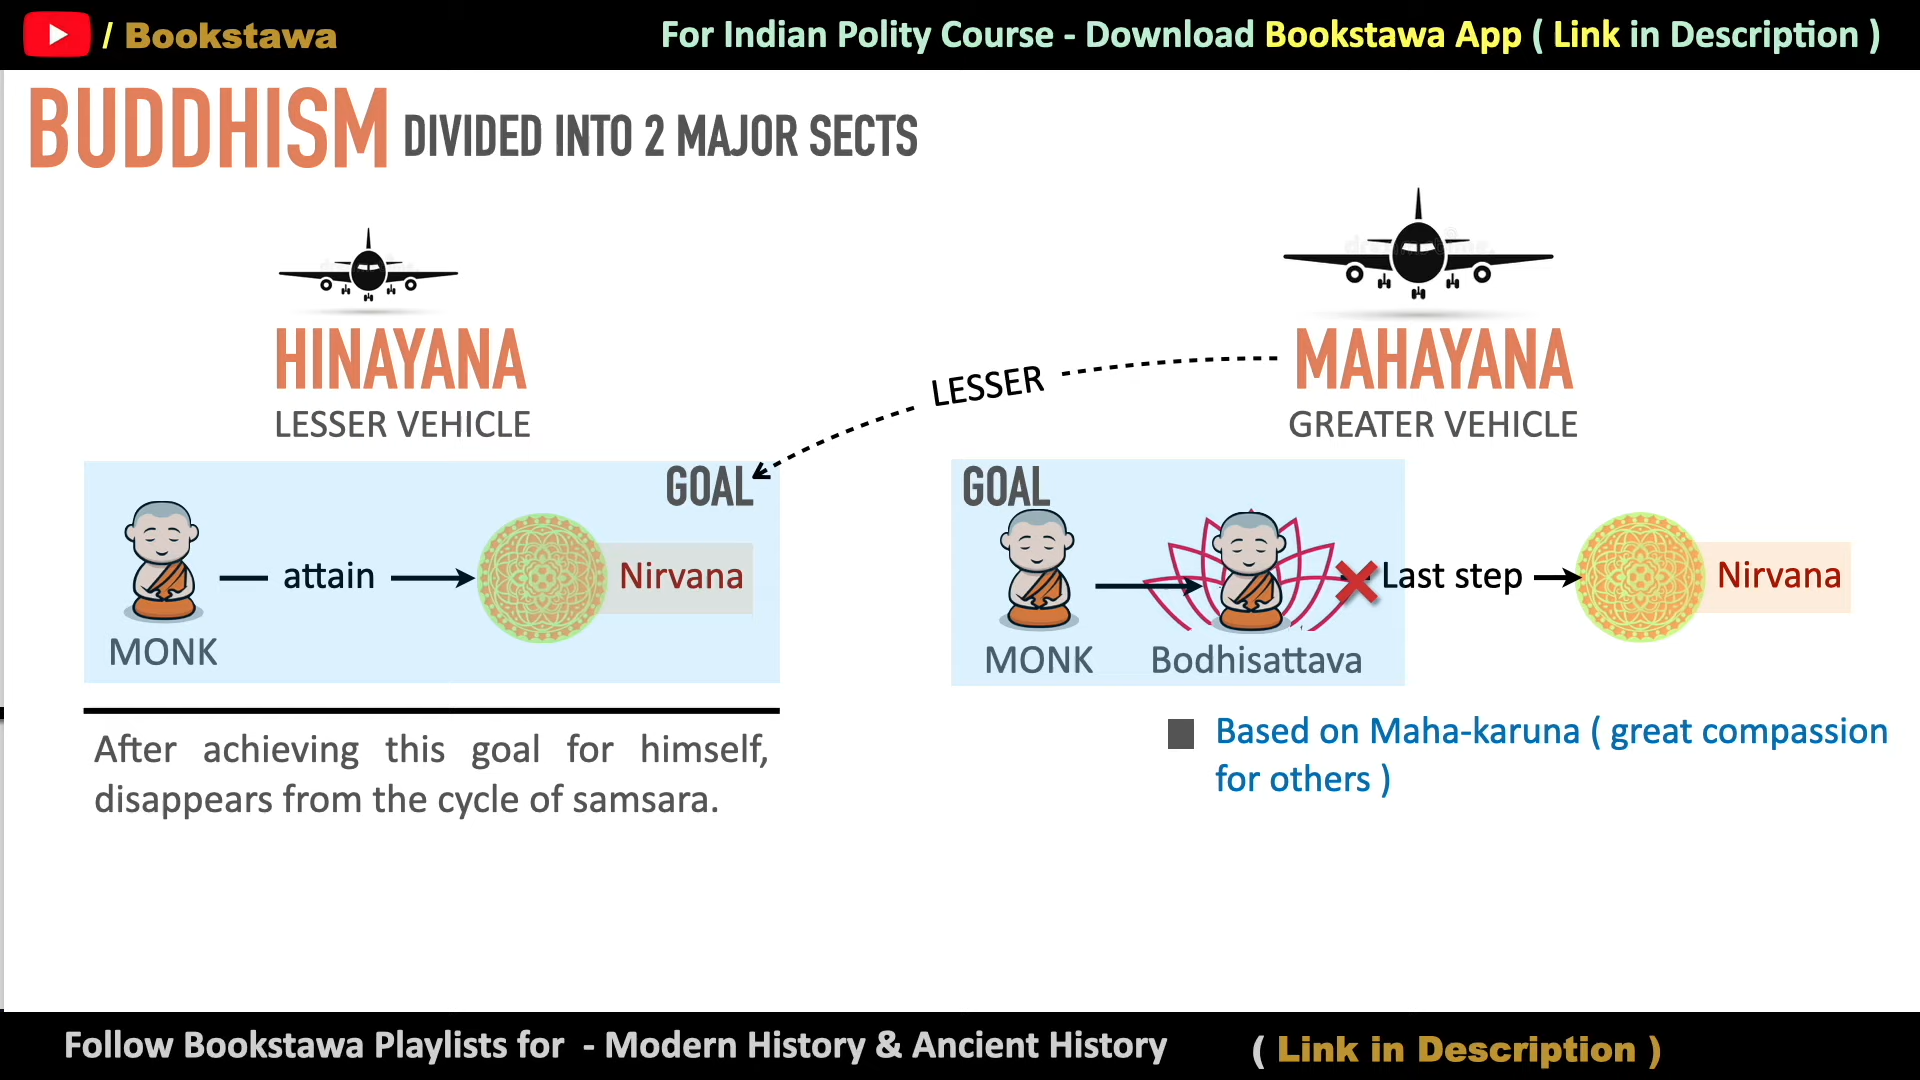 / Bookstawa
For Indian Polity Course - Download Bookstawa App ( Link in Description )
BUDDHISM DIVIDED INTO 2 MAJOR SECTS
HINAYANA
LESSER VEHICLE
MAHAYANA
GREATER VEHICLE
LESSER
GOAL
attain
Nirvana
MONK
After achieving this goal for himself,
disappears from the cycle of samsara.
GOAL
Last step
Nirvana
MONK
Bodhisattava
Based on Maha-karuna ( great compassion
for others )
Follow Bookstawa Playlists for - Modern History & Ancient History
( Link in Description )